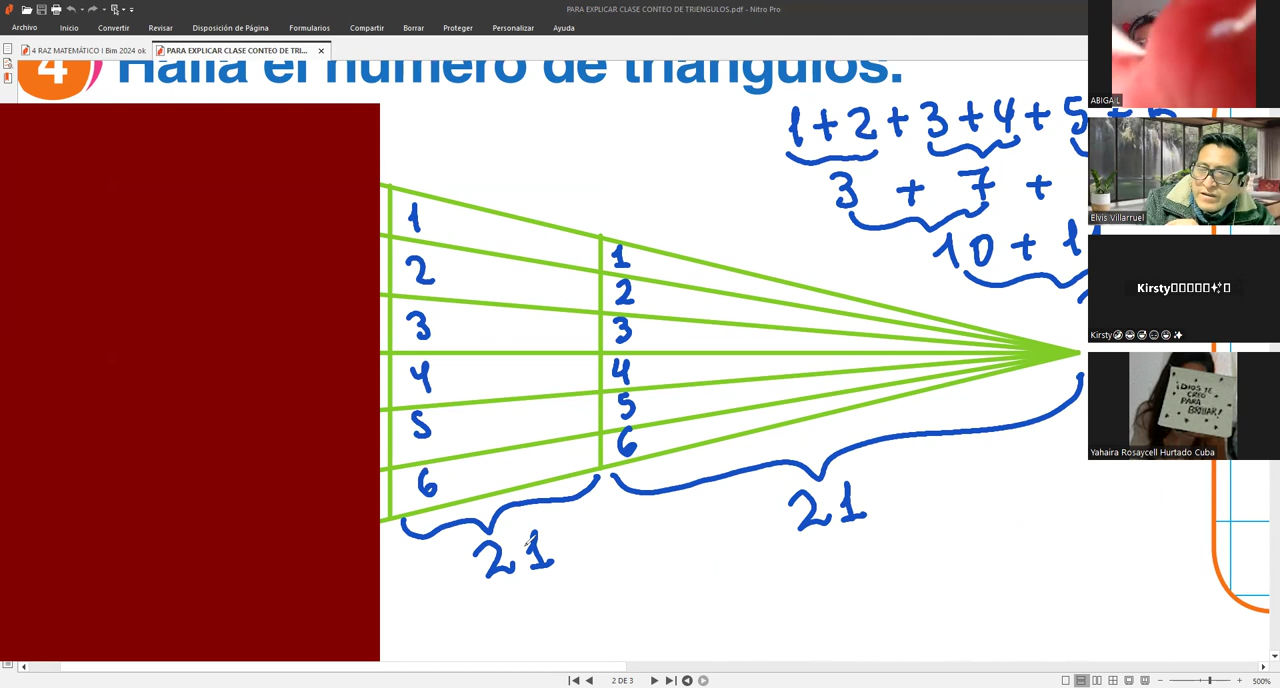 PARA EXPLICAR CLASE CONTEO DE TRIENGULOS.pdf - Nitro Pro
Archivo Inicio Convertir Revisar Disposición de Página Formularios Compartir Borrar Proteger Personalizar Ayuda
4 RAZ MATEMÁTICO I Bim 2024 ok PARA EXPLICAR CLASE CONTEO DE TRI... ×
4 Halla el número de triángulos.
1+2+3+4+5+
3 + 7 +
10 +
1
2
3
4
5
6
1
2
3
4
5
6
21
21
ABIGAIL
Elvis Villarruel
Kirsty
Kirsty
¡DIOS TE
CREÓ
PARA
BRILLAR!
Yahaira Rosaycell Hurtado Cuba
2 DE 3
500%